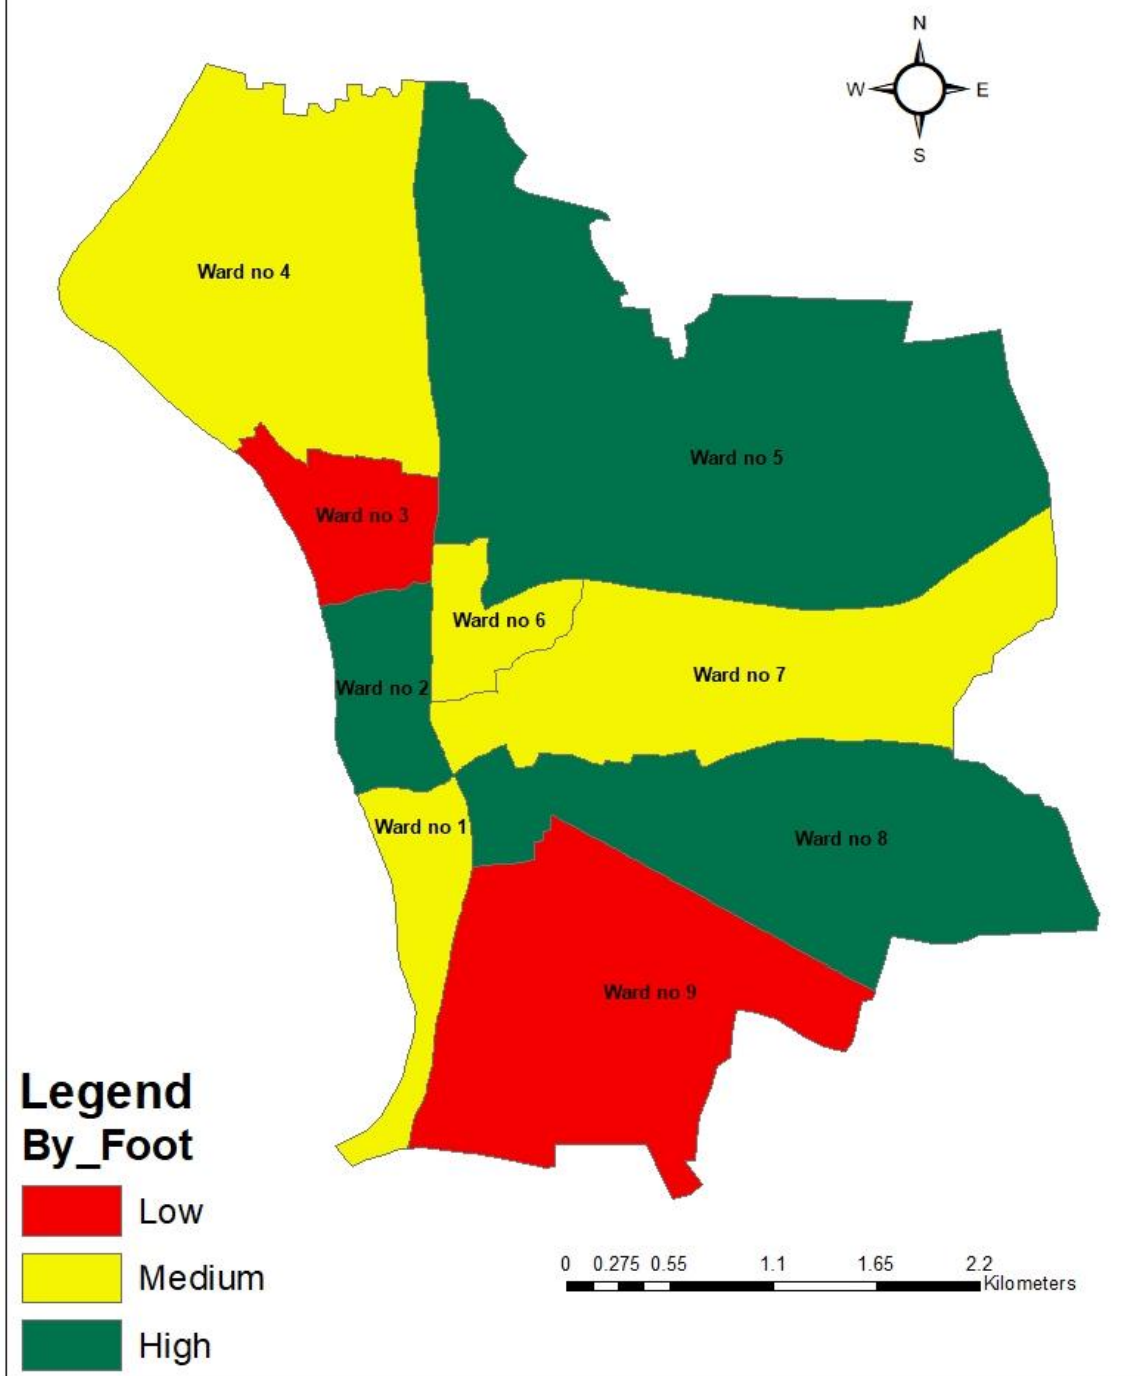 N
W E
S
Ward no 4
Ward no 5
Ward no 3
Ward no 6
Ward no 7
Ward no 2
Ward no 1
Ward no 8
Ward no 9
Legend
By_Foot
Low
Medium
High
0 0.275 0.55 1.1 1.65 2.2
Kilometers